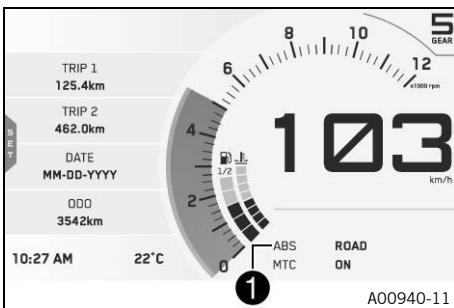 5
GEAR
TRIP 1
125.4km
TRIP 2
462.0km
DATE
MM-DD-YYYY
ODO
3542km
10:27 AM 22°C
SET
0
2
4
6
8
10
12
x1000 rpm
1/2
103
km/h
ABS ROAD
MTC ON
1
A00940-11